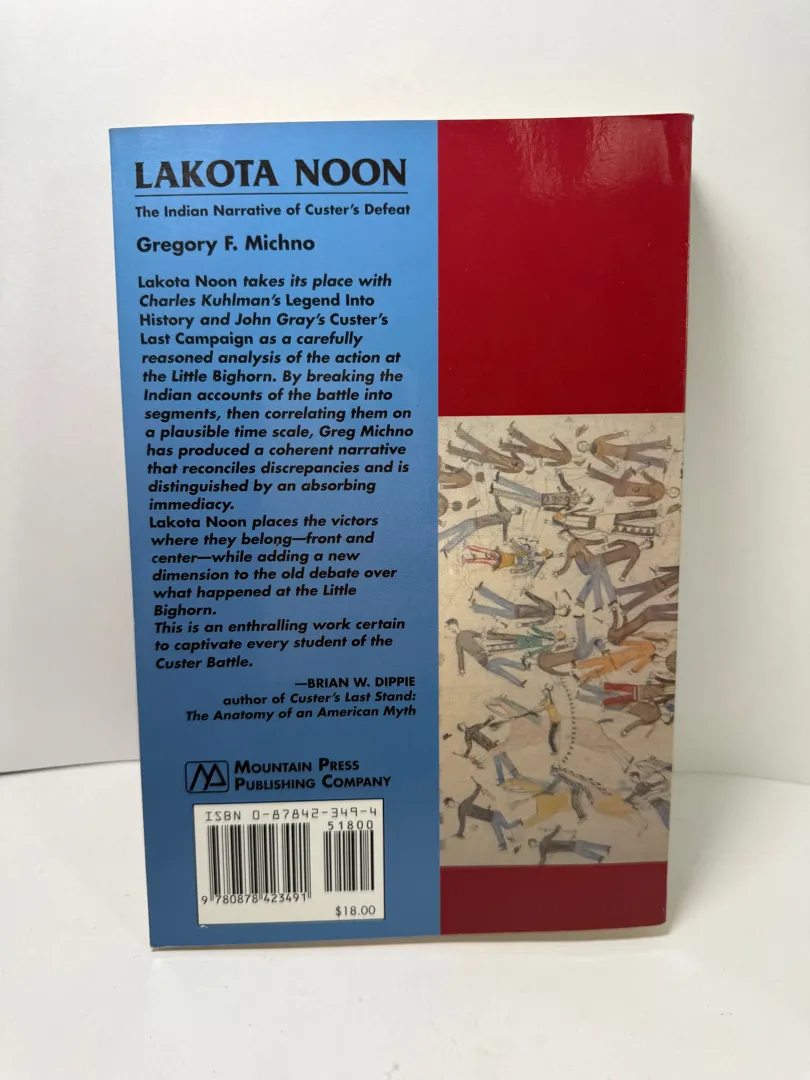 LAKOTA NOON
The Indian Narrative of Custer's Defeat
Gregory F. Michno
Lakota Noon takes its place with
Charles Kuhlman's Legend Into
History and John Gray's Custer's
Last Campaign as a carefully
reasoned analysis of the action at
the Little Bighorn. By breaking the
Indian accounts of the battle into
segments, then correlating them on
a plausible time scale, Greg Michno
has produced a coherent narrative
that reconciles discrepancies and is
distinguished by an absorbing
immediacy.
Lakota Noon places the victors
where they belong—front and
center—while adding a new
dimension to the old debate over
what happened at the Little
Bighorn.
This is an enthralling work certain
to captivate every student of the
Custer Battle.
—BRIAN W. DIPPIE
author of Custer's Last Stand:
The Anatomy of an American Myth
MOUNTAIN PRESS
PUBLISHING COMPANY
ISBN 0-87842-349-4
51800
9 780878 423491
$18.00